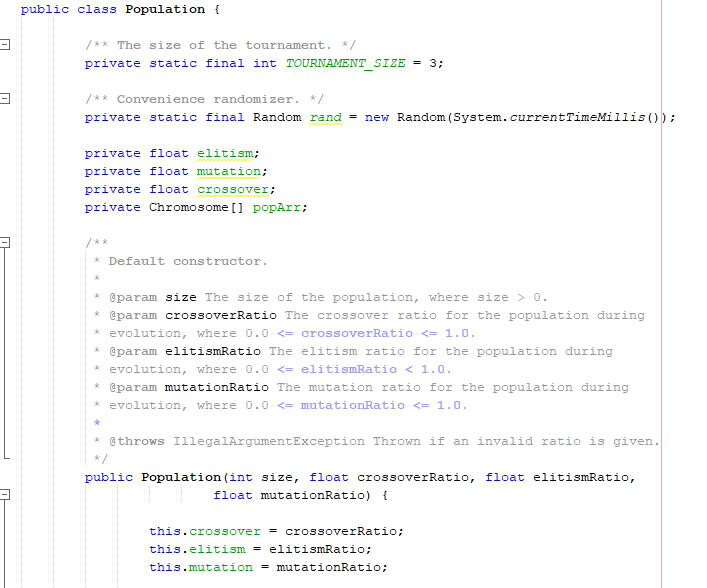 public class Population {
/** The size of the tournament. */
private static final int TOURNAMENT_SIZE = 3;
/** Convenience randomizer. */
private static final Random rand = new Random(System.currentTimeMillis());
private float elitism;
private float mutation;
private float crossover;
private Chromosome[] popArr;
/**
* Default constructor.
*
* @param size The size of the population, where size > 0.
* @param crossoverRatio The crossover ratio for the population during
* evolution, where 0.0 <= crossoverRatio <= 1.0.
* @param elitismRatio The elitism ratio for the population during
* evolution, where 0.0 <= elitismRatio < 1.0.
* @param mutationRatio The mutation ratio for the population during
* evolution, where 0.0 <= mutationRatio <= 1.0.
*
* @throws IllegalArgumentException Thrown if an invalid ratio is given.
*/
public Population(int size, float crossoverRatio, float elitismRatio,
float mutationRatio) {
this.crossover = crossoverRatio;
this.elitism = elitismRatio;
this.mutation = mutationRatio;